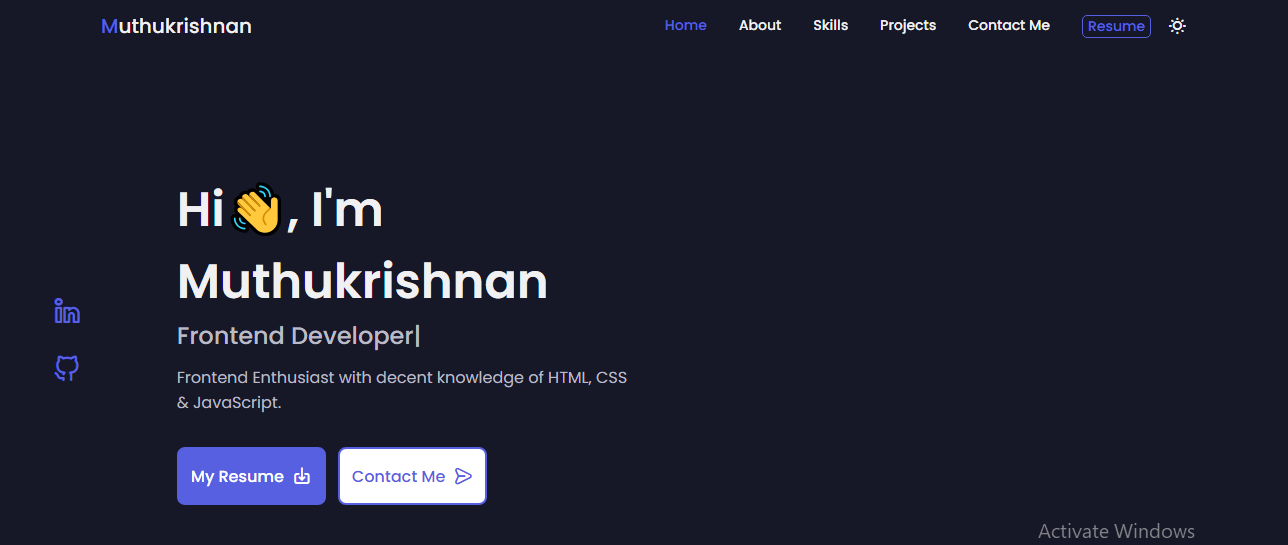 Muthukrishnan
Home About Skills Projects Contact Me Resume
Hi👋, I'm
Muthukrishnan
Frontend Developer|
Frontend Enthusiast with decent knowledge of HTML, CSS
& JavaScript.
My Resume
Contact Me
Activate Windows